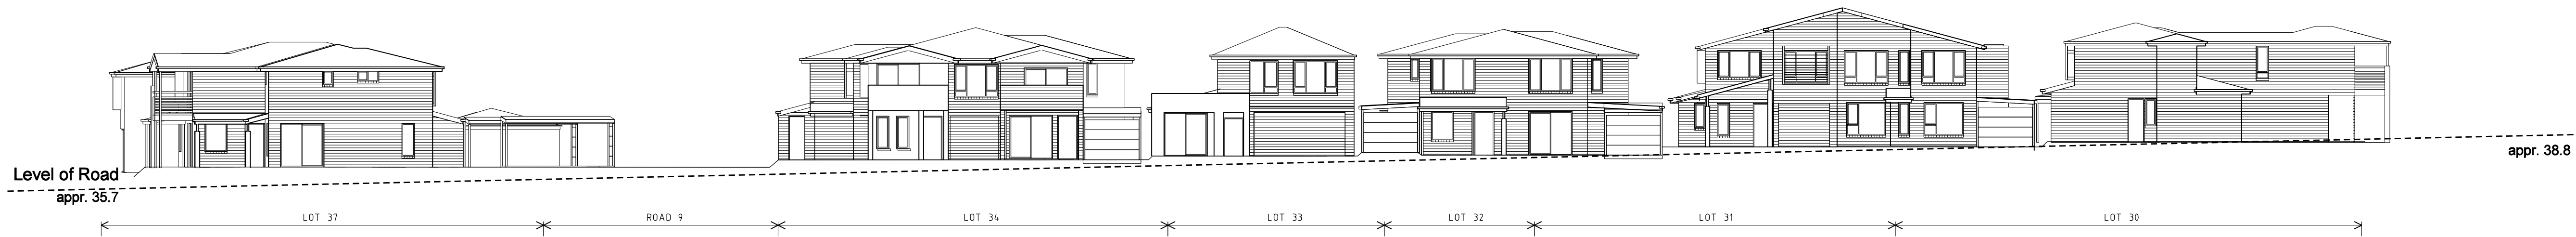 Level of Road
appr. 35.7
appr. 38.8
LOT 37
ROAD 9
LOT 34
LOT 33
LOT 32
LOT 31
LOT 30